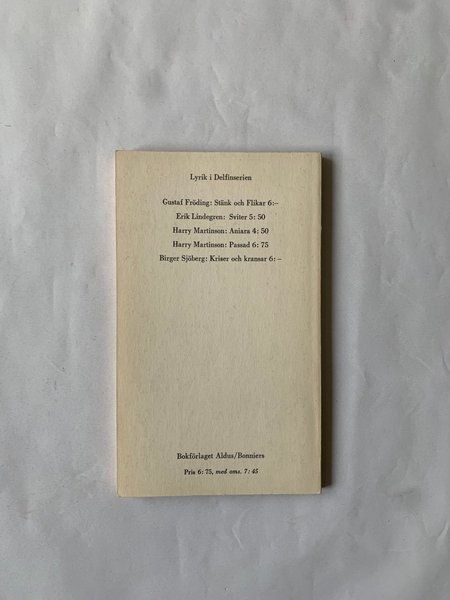 Lyrik i Delfinserien
Gustaf Fröding: Stänk och Flikar 6:–
Erik Lindegren: Sviter 5: 50
Harry Martinson: Aniara 4: 50
Harry Martinson: Passad 6: 75
Birger Sjöberg: Kriser och kransar 6: –
Bokförlaget Aldus/Bonniers
Pris 6: 75, med oms. 7: 45